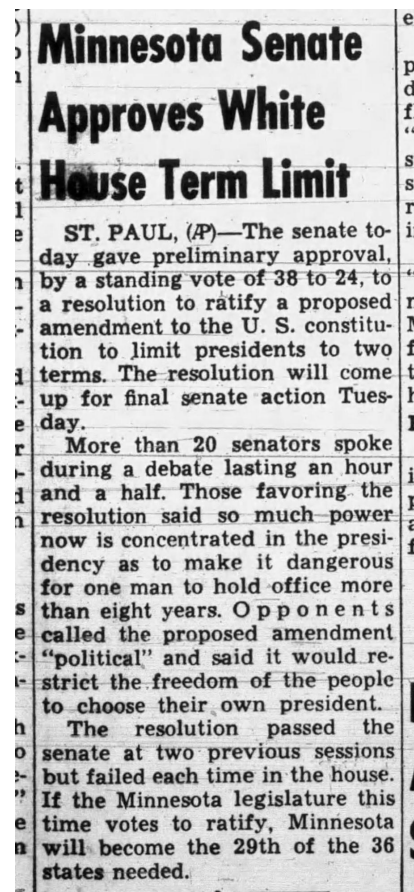 Minnesota Senate
Approves White
House Term Limit
ST. PAUL, (AP)—The senate to-
day gave preliminary approval,
by a standing vote of 38 to 24, to
a resolution to ratify a proposed
amendment to the U. S. constitu-
tion to limit presidents to two
terms. The resolution will come
up for final senate action Tues-
day.
More than 20 senators spoke
during a debate lasting an hour
and a half. Those favoring the
resolution said so much power
now is concentrated in the presi-
dency as to make it dangerous
for one man to hold office more
than eight years. Opponents
called the proposed amendment
"political" and said it would re-
strict the freedom of the people
to choose their own president.
The resolution passed the
senate at two previous sessions
but failed each time in the house.
If the Minnesota legislature this
time votes to ratify, Minnesota
will become the 29th of the 36
states needed.